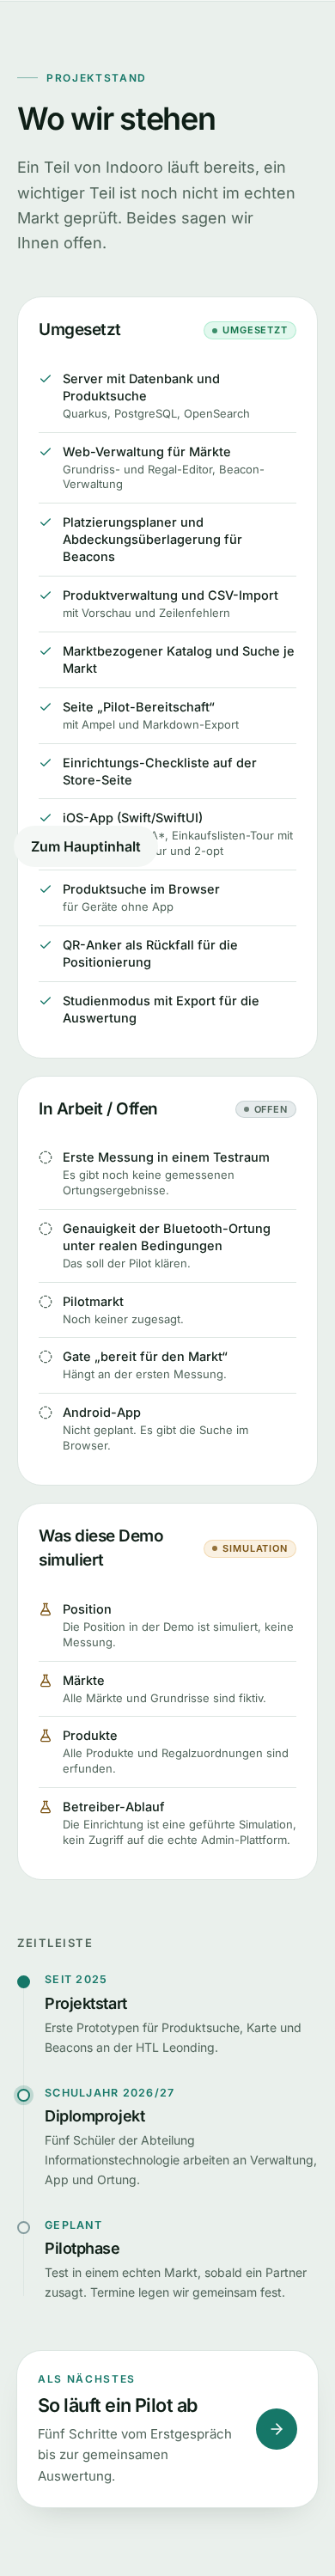 PROJEKTSTAND
Wo wir stehen
Ein Teil von Indooro läuft bereits, ein
wichtiger Teil ist noch nicht im echten
Markt geprüft. Beides sagen wir
Ihnen offen.
Umgesetzt
UMGESETZT
Server mit Datenbank und
Produktsuche
Quarkus, PostgreSQL, OpenSearch
Web-Verwaltung für Märkte
Grundriss- und Regal-Editor, Beacon-
Verwaltung
Platzierungsplaner und
Abdeckungsüberlagerung für
Beacons
Produktverwaltung und CSV-Import
mit Vorschau und Zeilenfehlern
Marktbezogener Katalog und Suche je
Markt
Seite „Pilot-Bereitschaft“
mit Ampel und Markdown-Export
Einrichtungs-Checkliste auf der
Store-Seite
iOS-App (Swift/SwiftUI)
A*, Einkaufslisten-Tour mit
Zum Hauptinhalt
ur und 2-opt
Produktsuche im Browser
für Geräte ohne App
QR-Anker als Rückfall für die
Positionierung
Studienmodus mit Export für die
Auswertung
In Arbeit / Offen
OFFEN
Erste Messung in einem Testraum
Es gibt noch keine gemessenen
Ortungsergebnisse.
Genauigkeit der Bluetooth-Ortung
unter realen Bedingungen
Das soll der Pilot klären.
Pilotmarkt
Noch keiner zugesagt.
Gate „bereit für den Markt“
Hängt an der ersten Messung.
Android-App
Nicht geplant. Es gibt die Suche im
Browser.
Was diese Demo
simuliert
SIMULATION
Position
Die Position in der Demo ist simuliert, keine
Messung.
Märkte
Alle Märkte und Grundrisse sind fiktiv.
Produkte
Alle Produkte und Regalzuordnungen sind
erfunden.
Betreiber-Ablauf
Die Einrichtung ist eine geführte Simulation,
kein Zugriff auf die echte Admin-Plattform.
ZEITLEISTE
SEIT 2025
Projektstart
Erste Prototypen für Produktsuche, Karte und
Beacons an der HTL Leonding.
SCHULJAHR 2026/27
Diplomprojekt
Fünf Schüler der Abteilung
Informationstechnologie arbeiten an Verwaltung,
App und Ortung.
GEPLANT
Pilotphase
Test in einem echten Markt, sobald ein Partner
zusagt. Termine legen wir gemeinsam fest.
ALS NÄCHSTES
So läuft ein Pilot ab
Fünf Schritte vom Erstgespräch
bis zur gemeinsamen
Auswertung.